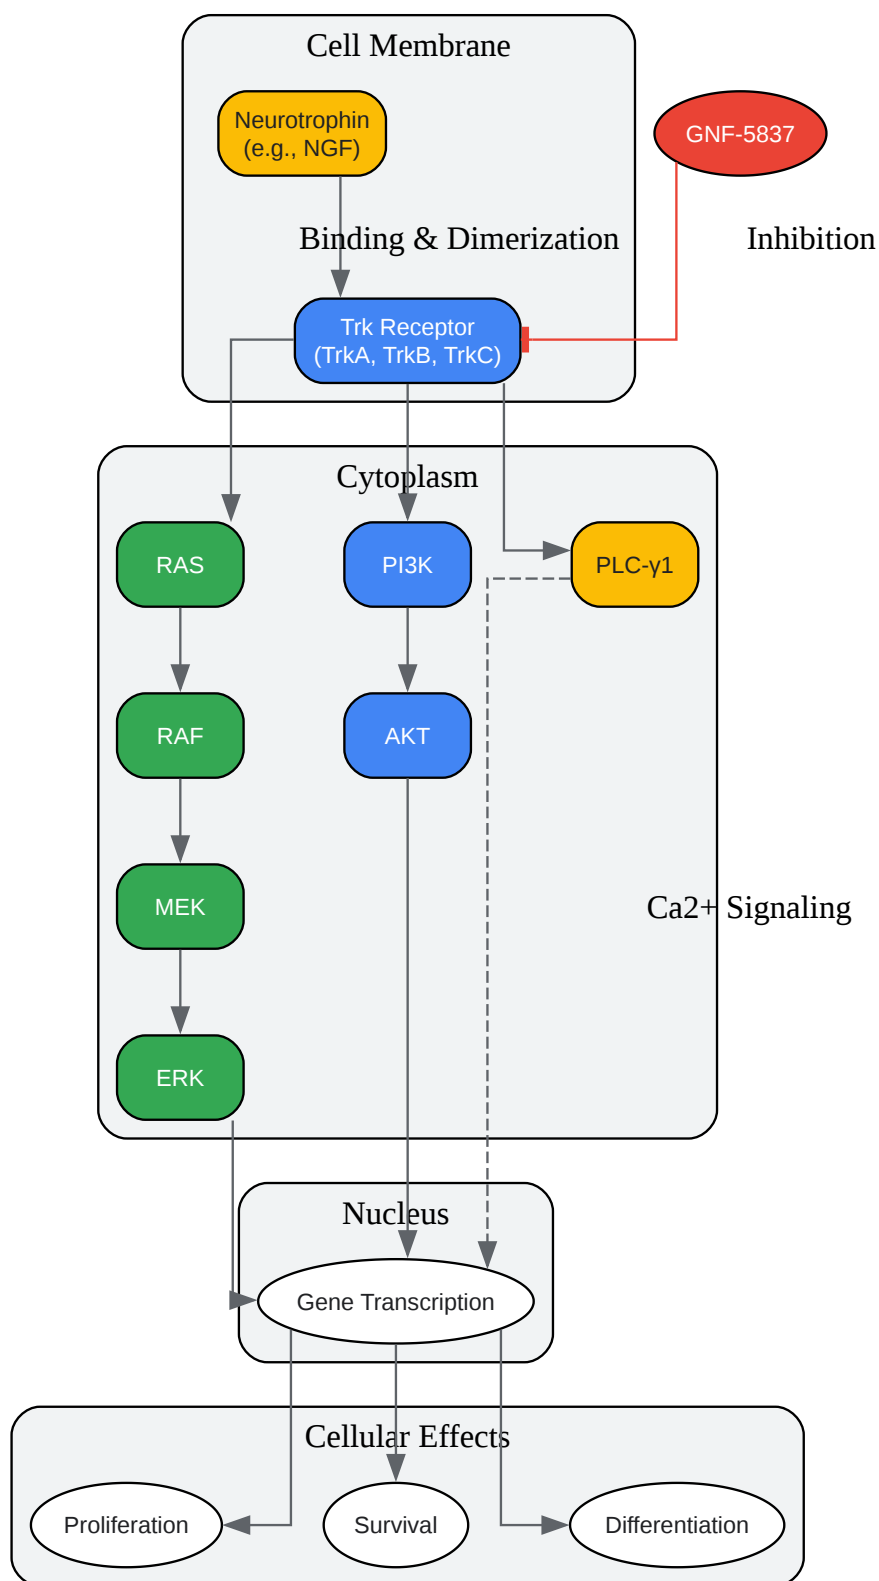 Cell Membrane
Neurotrophin
(e.g., NGF)
GNF-5837
Binding & Dimerization
Inhibition
Trk Receptor
(TrkA, TrkB, TrkC)
Cytoplasm
RAS
PI3K
PLC-γ1
RAF
AKT
MEK
Ca2+ Signaling
ERK
Nucleus
Gene Transcription
Cellular Effects
Proliferation
Survival
Differentiation